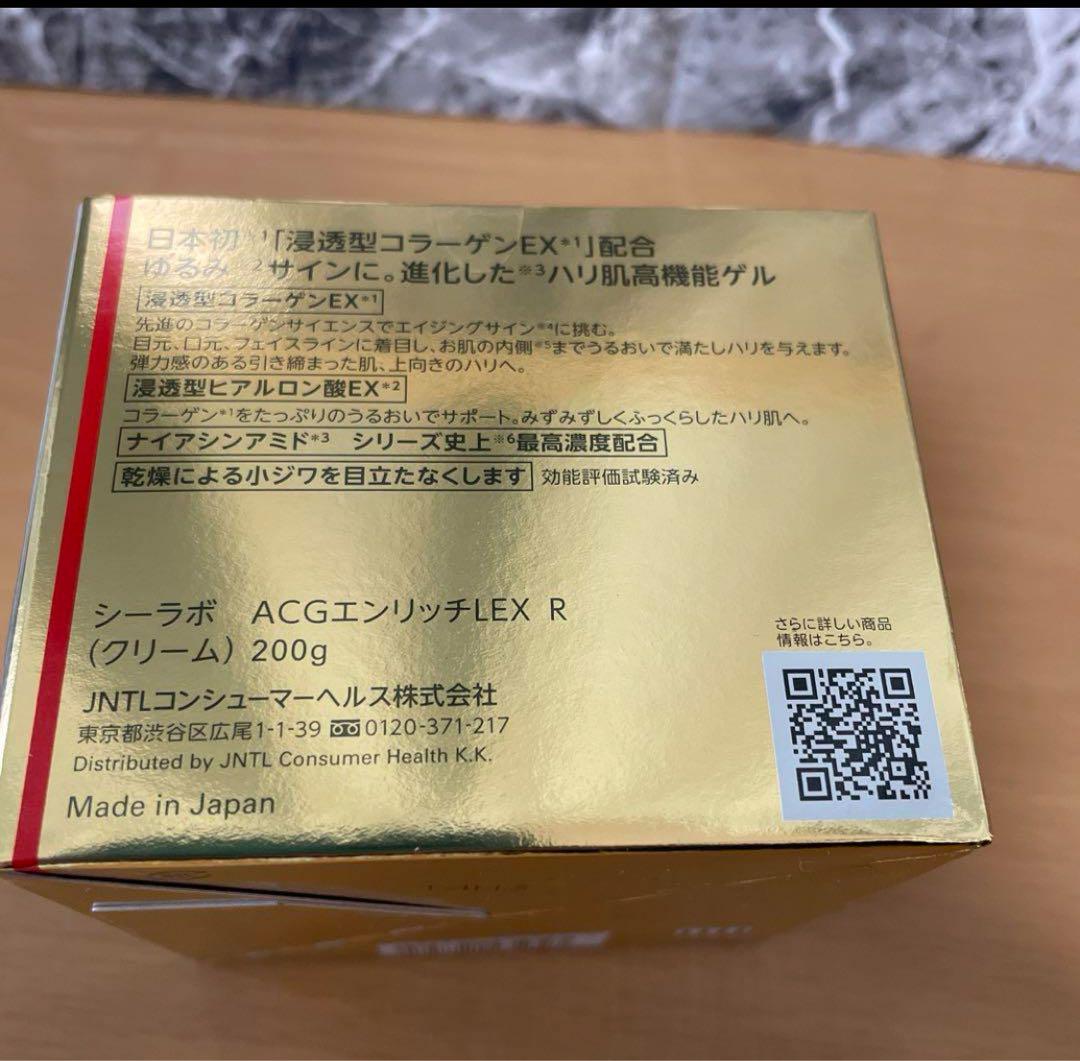 日本初※1「浸透型コラーゲンEX*1」配合
ゆるみ※2サインに。進化した※3ハリ肌高機能ゲル
浸透型コラーゲンEX*1
先進のコラーゲンサイエンスでエイジングサイン※4に挑む。
目元、口元、フェイスラインに着目し、お肌の内側※5までうるおいで満たしハリを与えます。
弾力感のある引き締まった肌、上向きのハリへ。
浸透型ヒアルロン酸EX*2
コラーゲン*1をたっぷりのうるおいでサポート。みずみずしくふっくらしたハリ肌へ。
ナイアシンアミド*3 シリーズ史上※6最高濃度配合
乾燥による小ジワを目立たなくします 効能評価試験済み
シーラボ ACGエンリッチLEX R
(クリーム) 200g
JNTLコンシューマーヘルス株式会社
東京都渋谷区広尾1-1-39 0120-371-217
Distributed by JNTL Consumer Health K.K.
Made in Japan
さらに詳しい商品
情報はこちら。